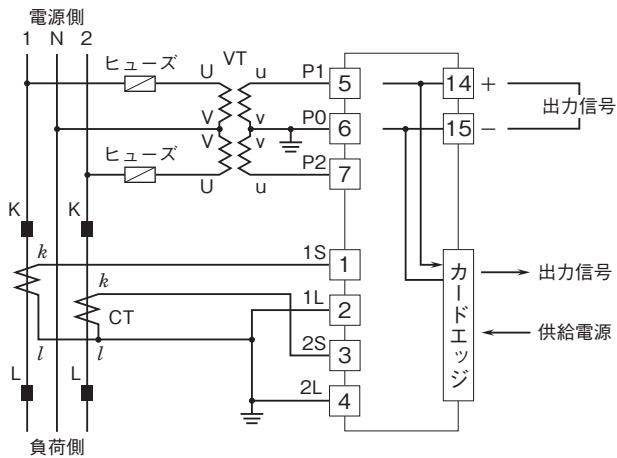 電源側
1 N 2
ヒューズ
VT
U u
P1 5
14 +
出力信号
V v
P0 6
15 −
V v
ヒューズ
P2 7
U u
K K
k
1S 1
k
カードエッジ
出力信号
1L 2
CT
供給電源
l l
2S 3
L L
2L 4
負荷側